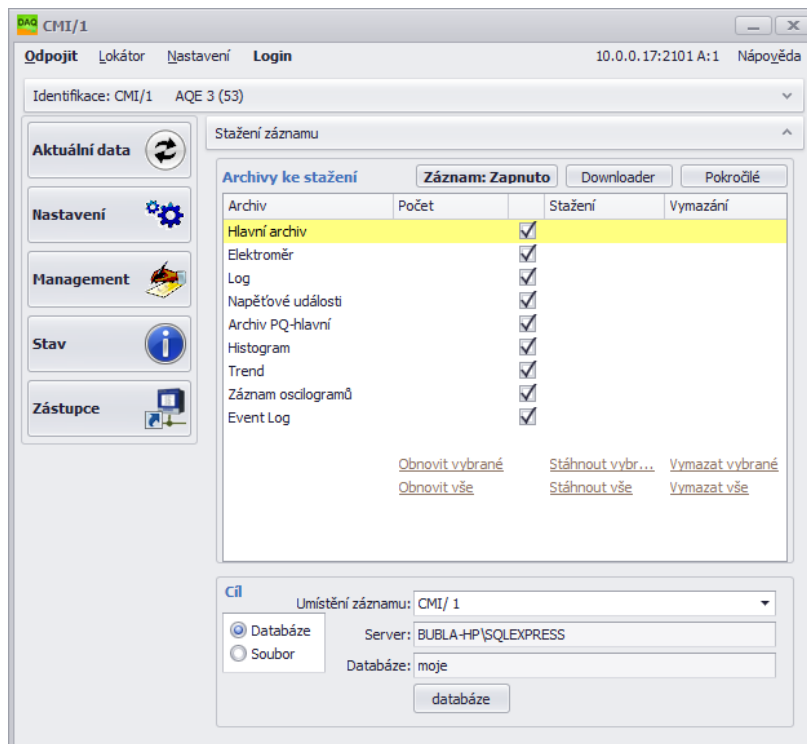 DAQ CMI/1
Odpojit Lokátor Nastavení Login 10.0.0.17:2101 A:1 Nápověda
Identifikace: CMI/1 AQE 3 (53)
Aktuální data
Nastavení
Management
Stav
Zástupce
Stažení záznamu
Archivy ke stažení Záznam: Zapnuto Downloader Pokročilé
Archiv Počet Stažení Vymazání
Hlavní archiv
Elektroměr
Log
Napěťové události
Archiv PQ-hlavní
Histogram
Trend
Záznam oscilogramů
Event Log
Obnovit vybrané Stáhnout vybr... Vymazat vybrané
Obnovit vše Stáhnout vše Vymazat vše
Cíl
Umístění záznamu: CMI/ 1
Databáze
Soubor
Server: BUBLA-HP\SQLEXPRESS
Databáze: moje
databáze